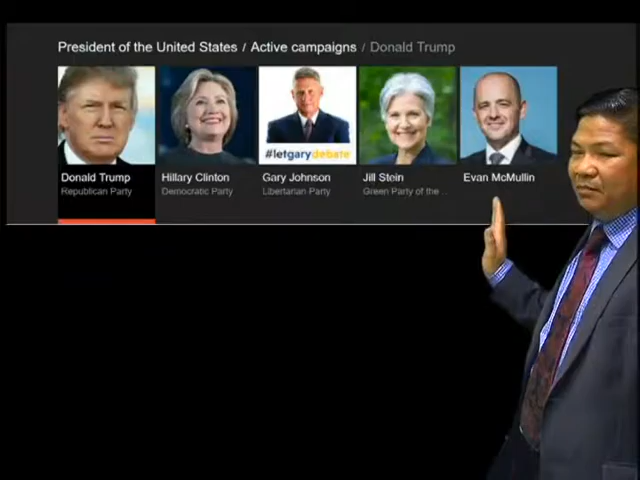 President of the United States / Active campaigns / Donald Trump
#letgarydebate
Donald Trump
Hillary Clinton
Gary Johnson
Jill Stein
Evan McMullin
Republican Party
Democratic Party
Libertarian Party
Green Party of the ...